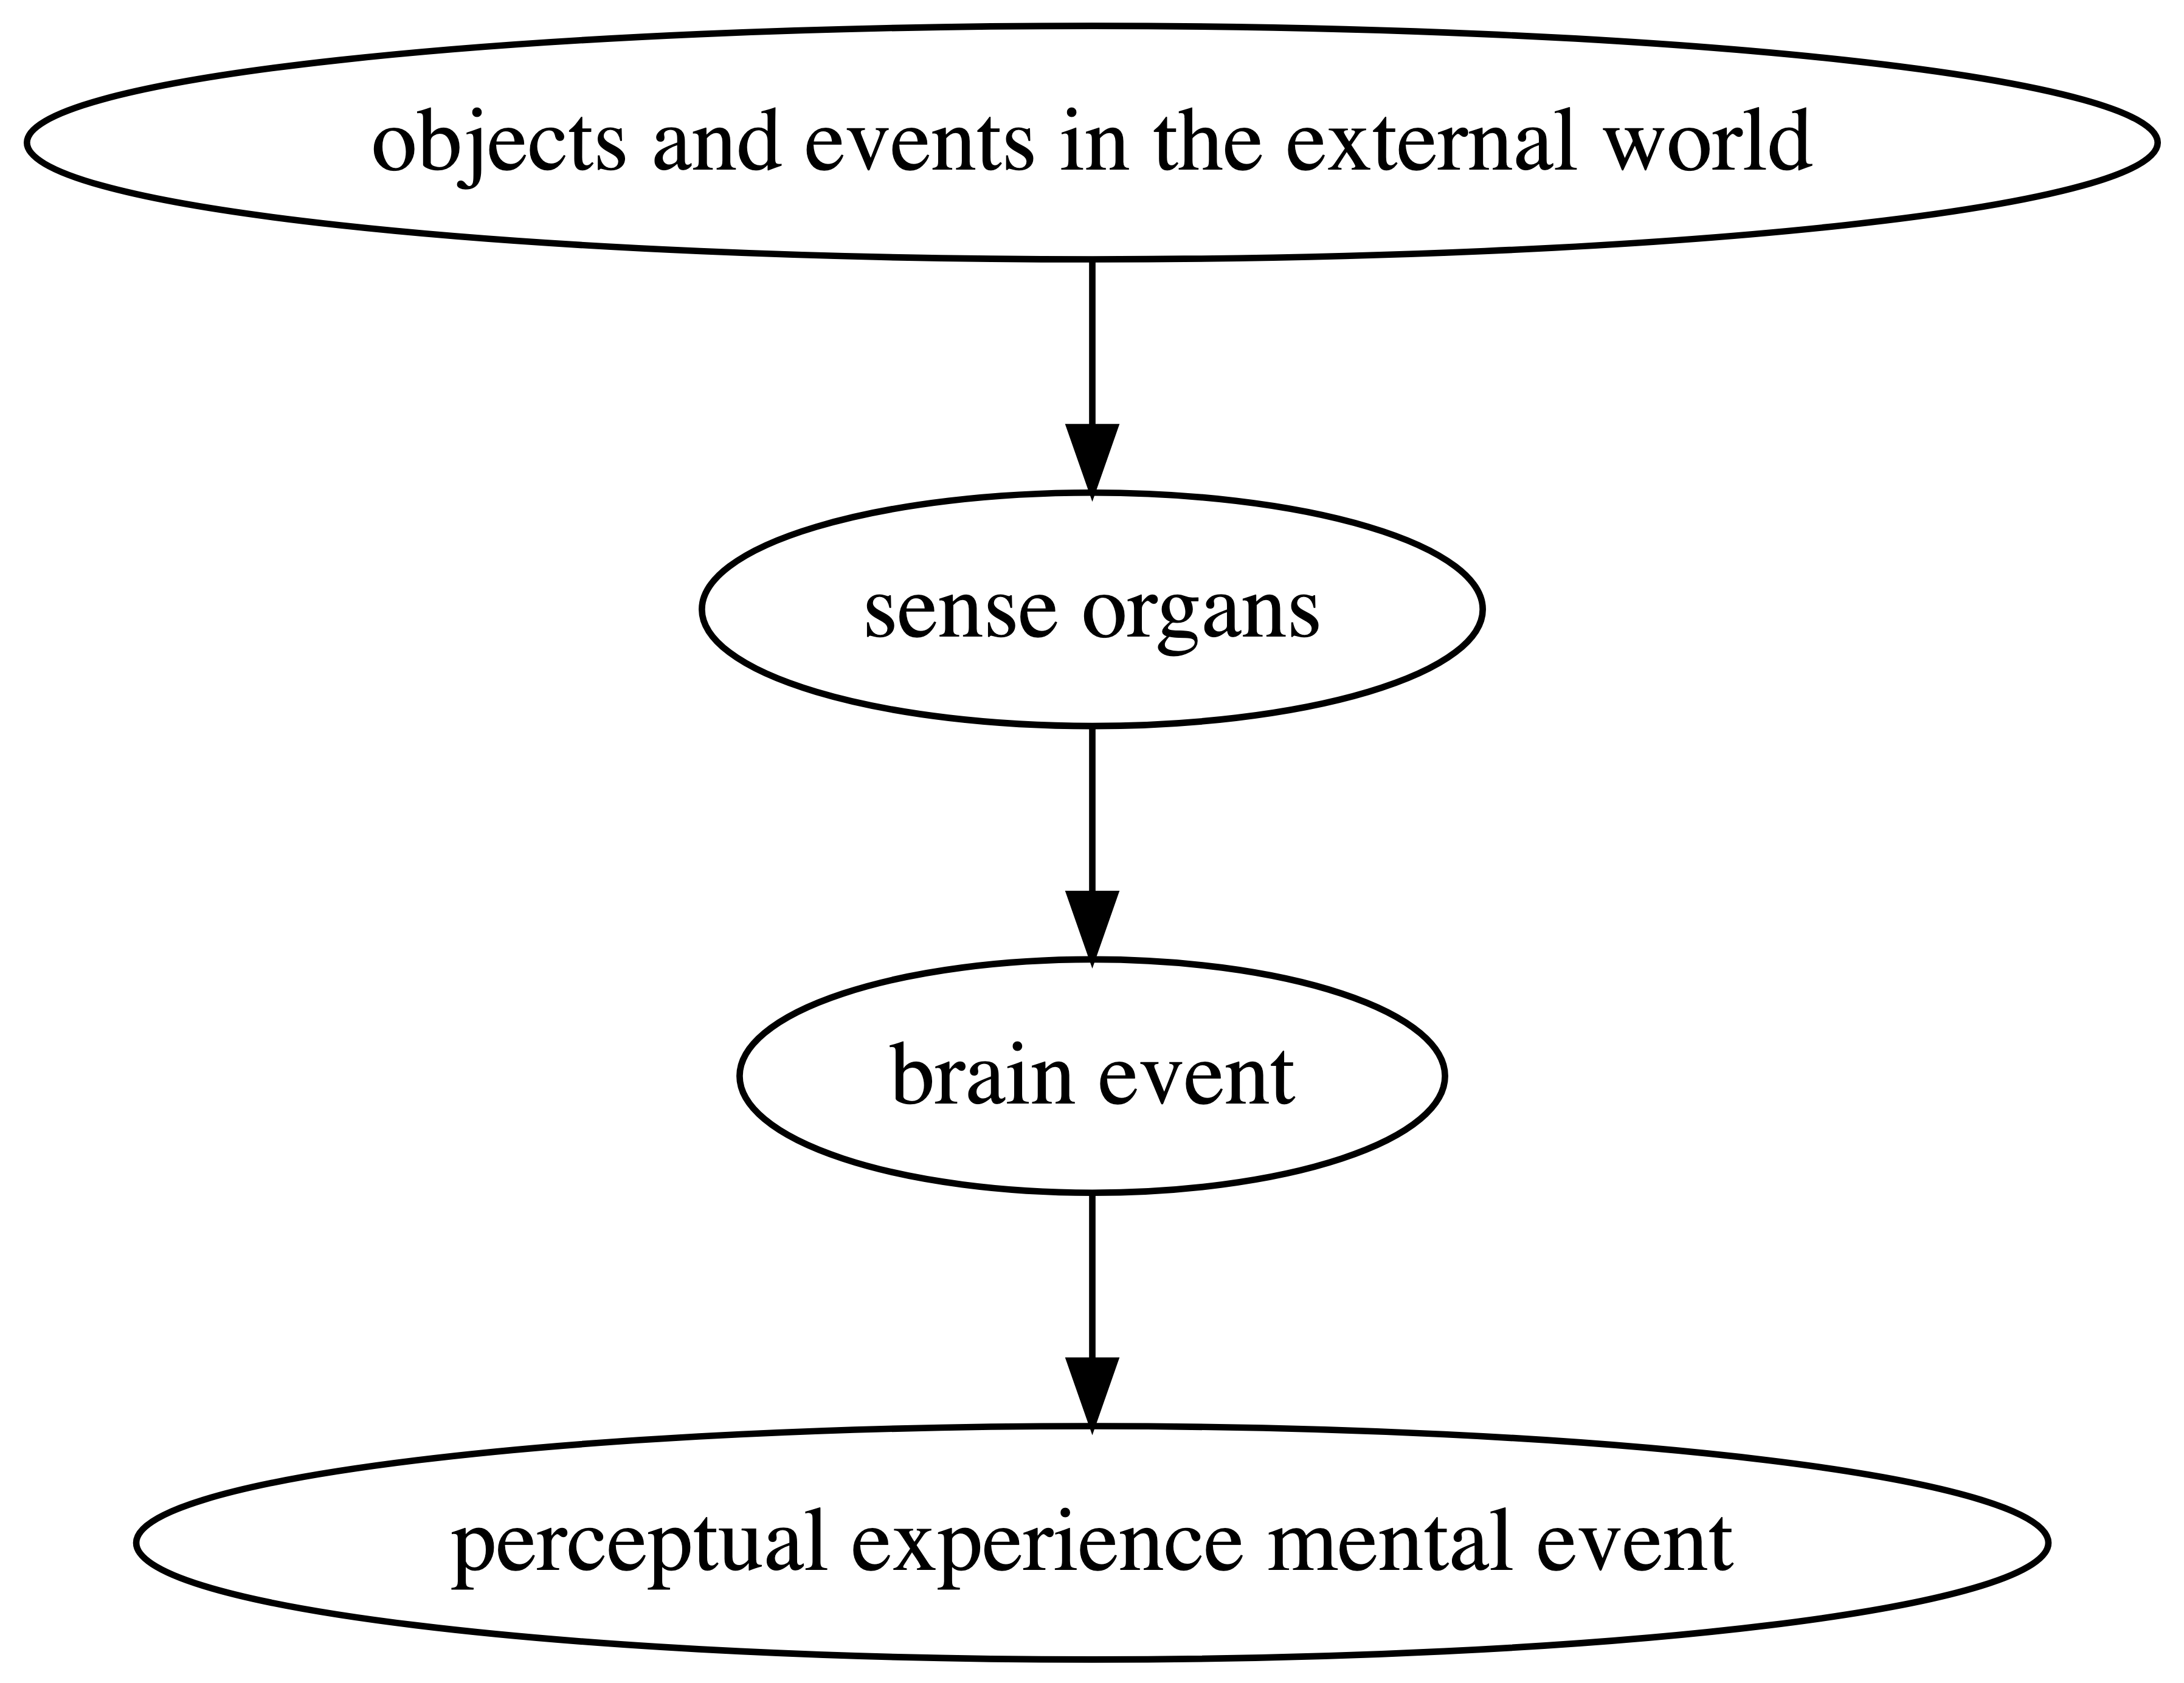 objects and events in the external world
sense organs
brain event
perceptual experience mental event